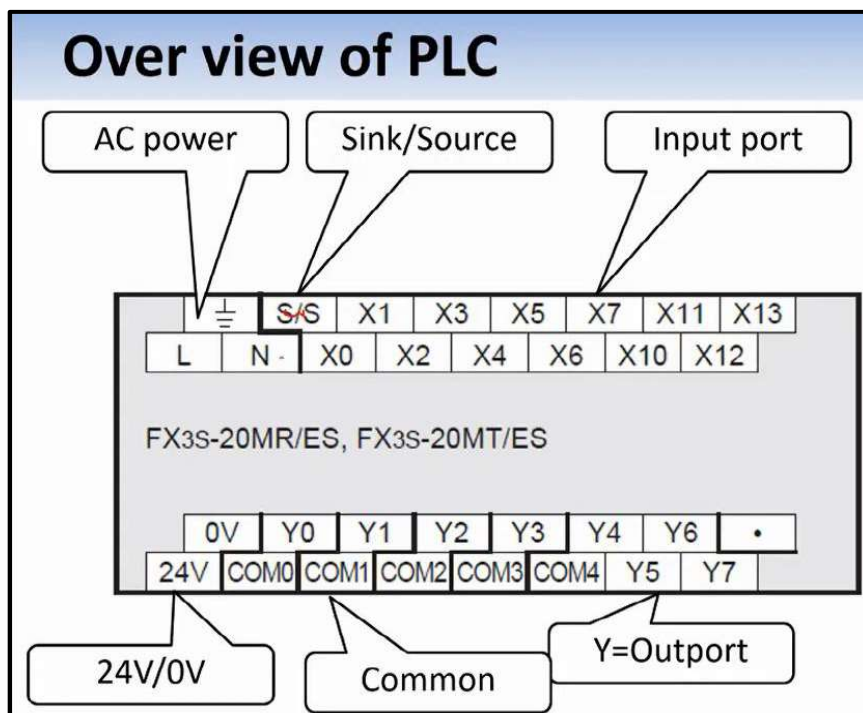 Over view of PLC
AC power Sink/Source Input port
S/S X1 X3 X5 X7 X11 X13
L N - X0 X2 X4 X6 X10 X12
FX3S-20MR/ES, FX3S-20MT/ES
0V Y0 Y1 Y2 Y3 Y4 Y6 •
24V COM0 COM1 COM2 COM3 COM4 Y5 Y7
24V/0V Common Y=Outport